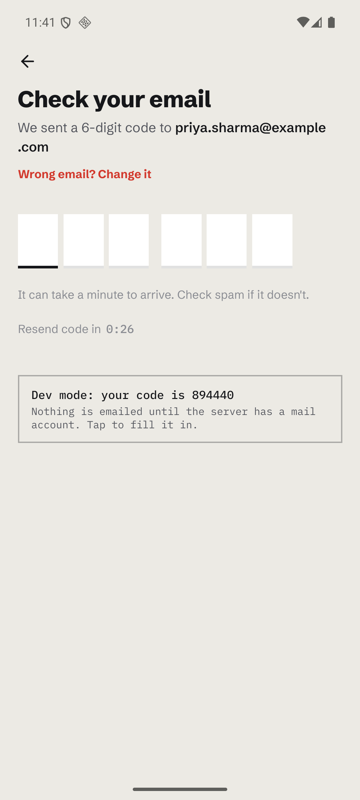 11:41
Check your email
We sent a 6-digit code to priya.sharma@example
.com
Wrong email? Change it
It can take a minute to arrive. Check spam if it doesn't.
Resend code in 0:26
Dev mode: your code is 894440
Nothing is emailed until the server has a mail
account. Tap to fill it in.